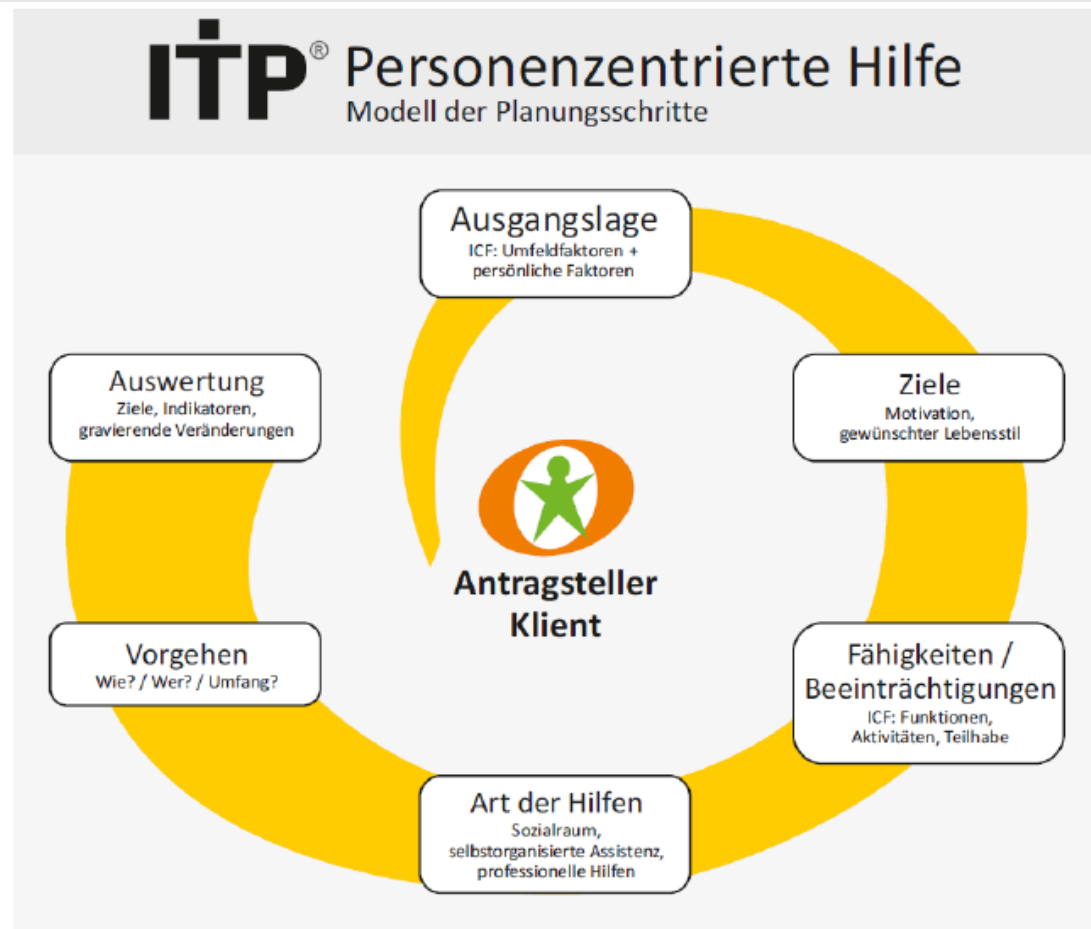 ITP® Personenzentrierte Hilfe
Modell der Planungsschritte
Ausgangslage
ICF: Umfeldfaktoren +
persönliche Faktoren
Ziele
Motivation,
gewünschter Lebensstil
Fähigkeiten /
Beeinträchtigungen
ICF: Funktionen,
Aktivitäten, Teilhabe
Art der Hilfen
Sozialraum,
selbstorganisierte Assistenz,
professionelle Hilfen
Vorgehen
Wie? / Wer? / Umfang?
Auswertung
Ziele, Indikatoren,
gravierende Veränderungen
Antragsteller
Klient